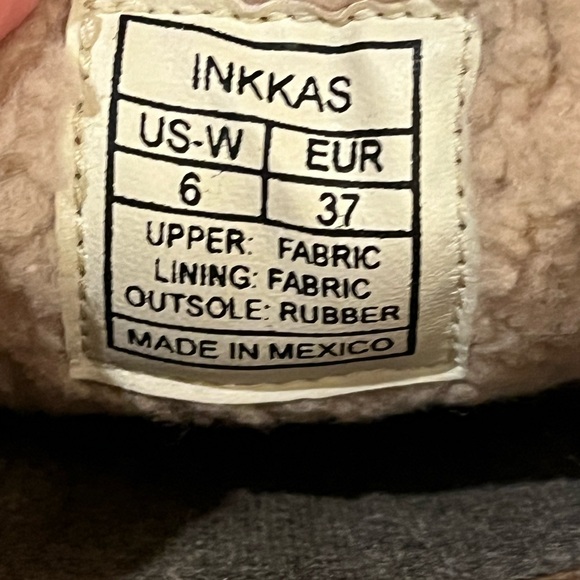 INKKAS
US-W EUR
6 37
UPPER: FABRIC
LINING: FABRIC
OUTSOLE: RUBBER
MADE IN MEXICO